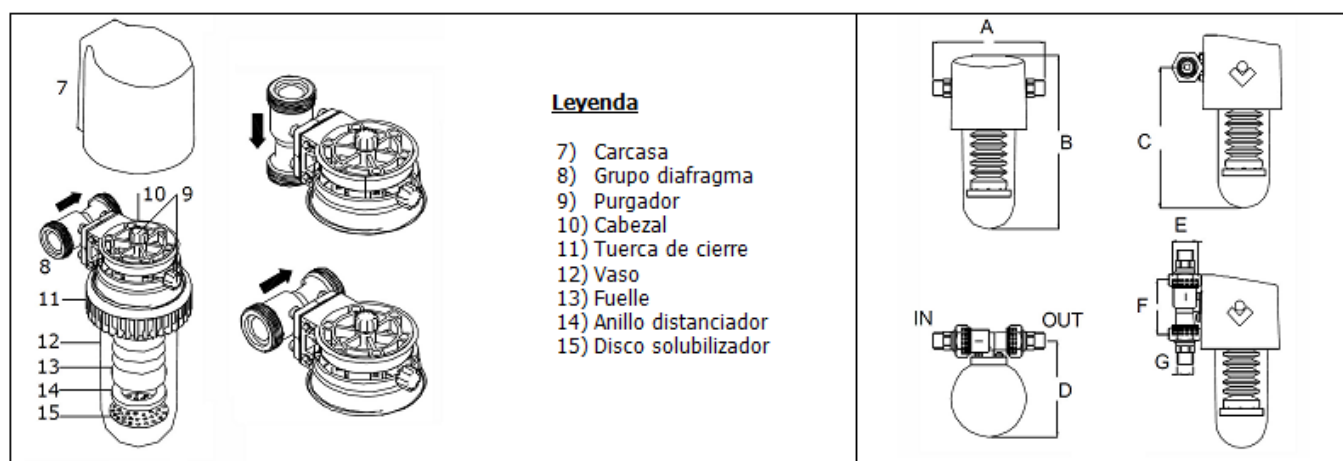 7
10 9
8
11
12
13
14
15
Leyenda
7) Carcasa
8) Grupo diafragma
9) Purgador
10) Cabezal
11) Tuerca de cierre
12) Vaso
13) Fuelle
14) Anillo distanciador
15) Disco solubilizador
A
B
C
IN OUT
D
E
F
G